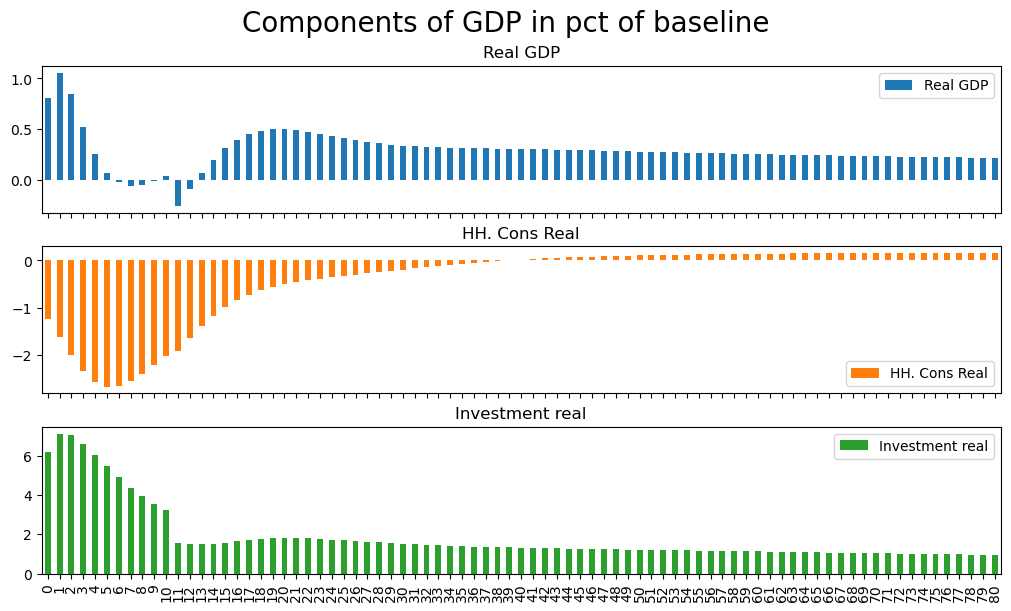 Components of GDP in pct of baseline
Real GDP
1.0
0.5
0.0
Real GDP
HH. Cons Real
0
−1
−2
HH. Cons Real
Investment real
6
4
2
0
Investment real
0 1 2 3 4 5 6 7 8 9 10 11 12 13 14 15 16 17 18 19 20 21 22 23 24 25 26 27 28 29 30 31 32 33 34 35 36 37 38 39 40 41 42 43 44 45 46 47 48 49 50 51 52 53 54 55 56 57 58 59 60 61 62 63 64 65 66 67 68 69 70 71 72 73 74 75 76 77 78 79 80